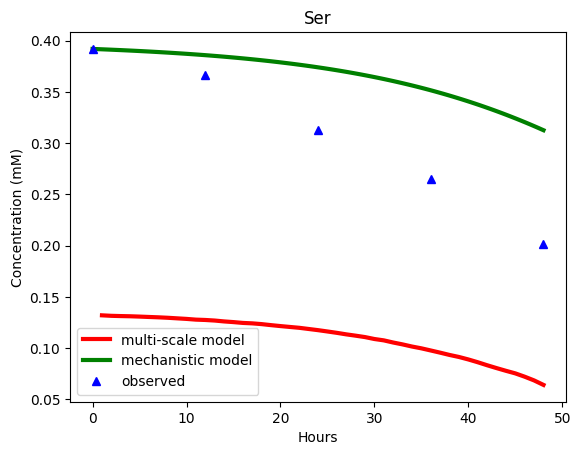 Ser
0.40
0.35
0.30
0.25
0.20
0.15
0.10
0.05
Concentration (mM)
multi-scale model
mechanistic model
observed
0 10 20 30 40 50
Hours